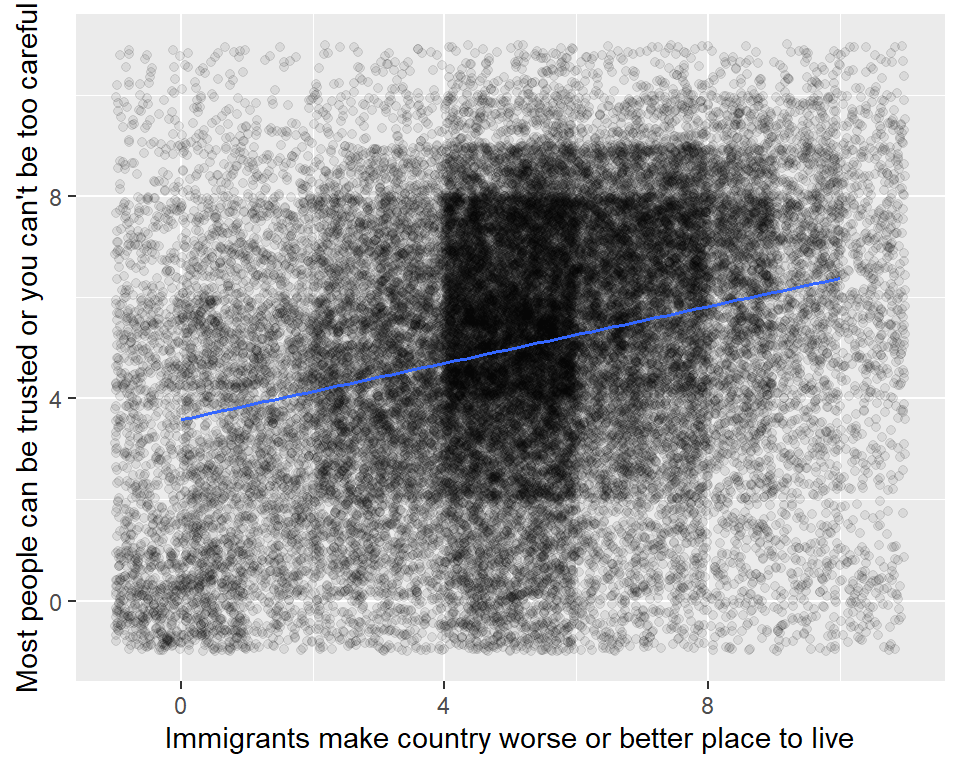 Most people can be trusted or you can't be too careful
8
4
0
0 4 8
Immigrants make country worse or better place to live